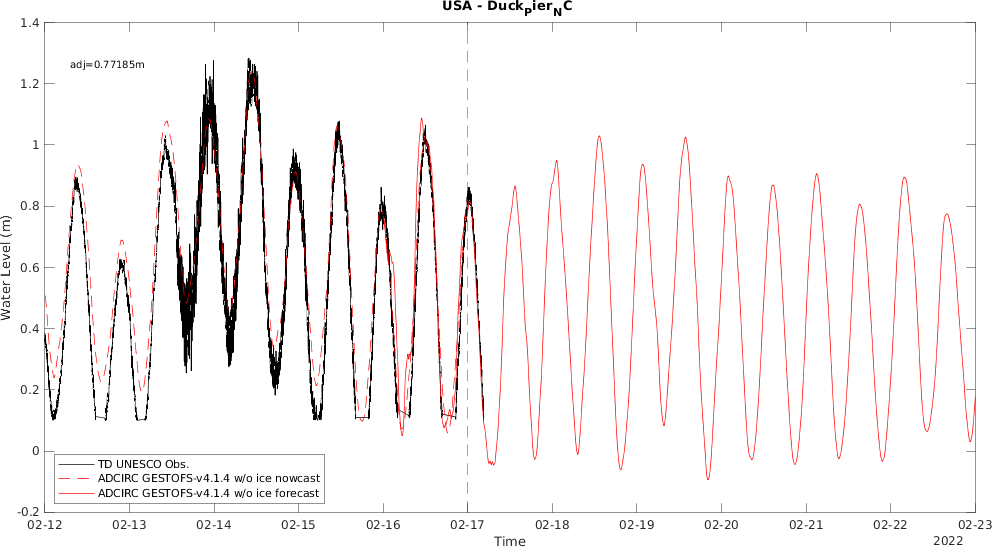 USA - DuckPierNC
adj=0.77185m
1.4
1.2
1
0.8
0.6
0.4
0.2
0
-0.2
Water Level (m)
TD UNESCO Obs.
ADCIRC GESTOFS-v4.1.4 w/o ice nowcast
ADCIRC GESTOFS-v4.1.4 w/o ice forecast
02-12 02-13 02-14 02-15 02-16 02-17 02-18 02-19 02-20 02-21 02-22 02-23
Time
2022